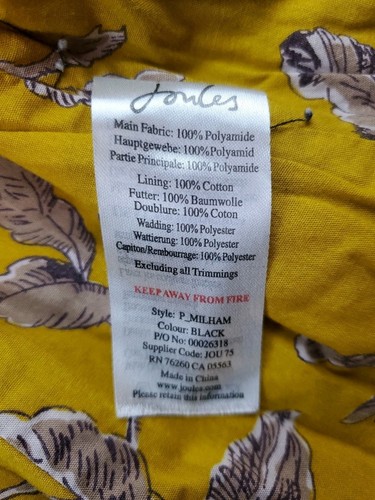 Joules
Main Fabric: 100% Polyamide
Hauptgewebe: 100% Polyamid
Partie Principale: 100% Polyamide
Lining: 100% Cotton
Futter: 100% Baumwolle
Doublure: 100% Coton
Wadding: 100% Polyester
Wattierung: 100% Polyester
Capiton/Rembourrage: 100% Polyester
Excluding all Trimmings
KEEP AWAY FROM FIRE
Style: P_MILHAM
Colour: BLACK
P/O No: 00026318
Supplier Code: JOU 75
RN 76260 CA 05563
Made in China
www.joules.com
Please retain this information